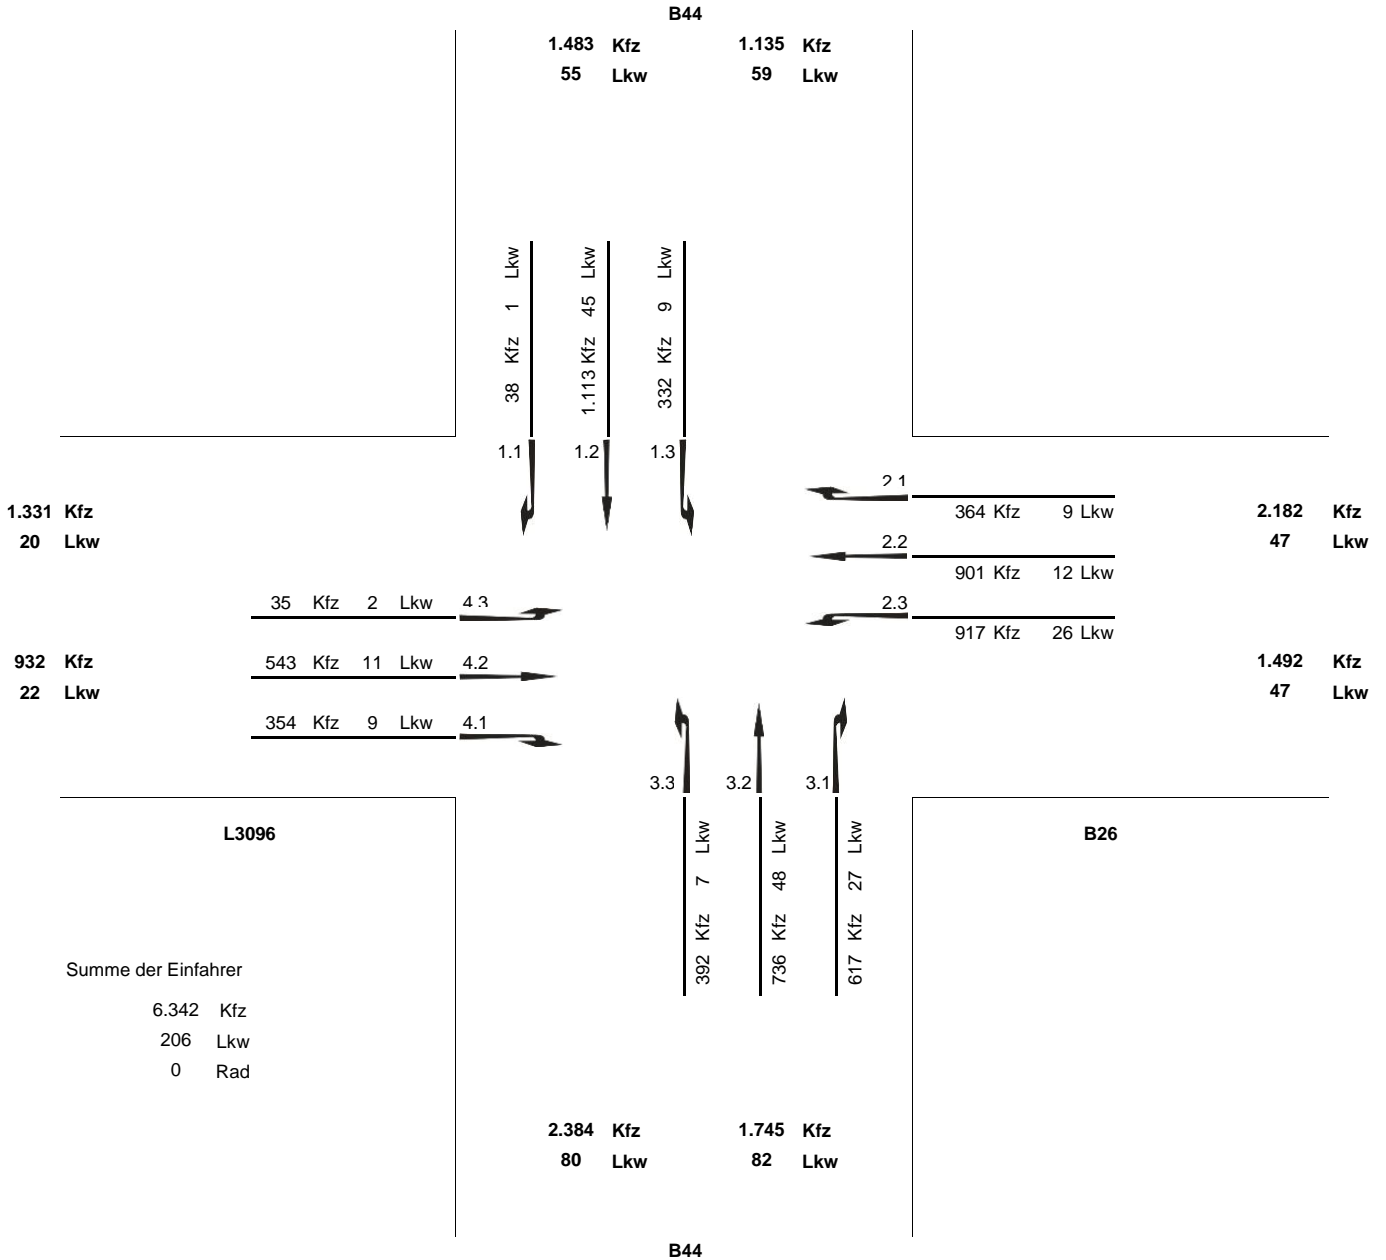 B44
1.483 Kfz 1.135 Kfz
55 Lkw 59 Lkw
38 Kfz 1 Lkw
1.113 Kfz 45 Lkw
332 Kfz 9 Lkw
1.1 1.2 1.3
2.1
364 Kfz 9 Lkw
2.2
901 Kfz 12 Lkw
2.3
917 Kfz 26 Lkw
1.331 Kfz
20 Lkw
2.182 Kfz
47 Lkw
35 Kfz 2 Lkw 4.3
543 Kfz 11 Lkw 4.2
354 Kfz 9 Lkw 4.1
932 Kfz
22 Lkw
1.492 Kfz
47 Lkw
3.3 3.2 3.1
392 Kfz 7 Lkw
736 Kfz 48 Lkw
617 Kfz 27 Lkw
L3096
B26
Summe der Einfahrer
6.342 Kfz
206 Lkw
0 Rad
2.384 Kfz 1.745 Kfz
80 Lkw 82 Lkw
B44